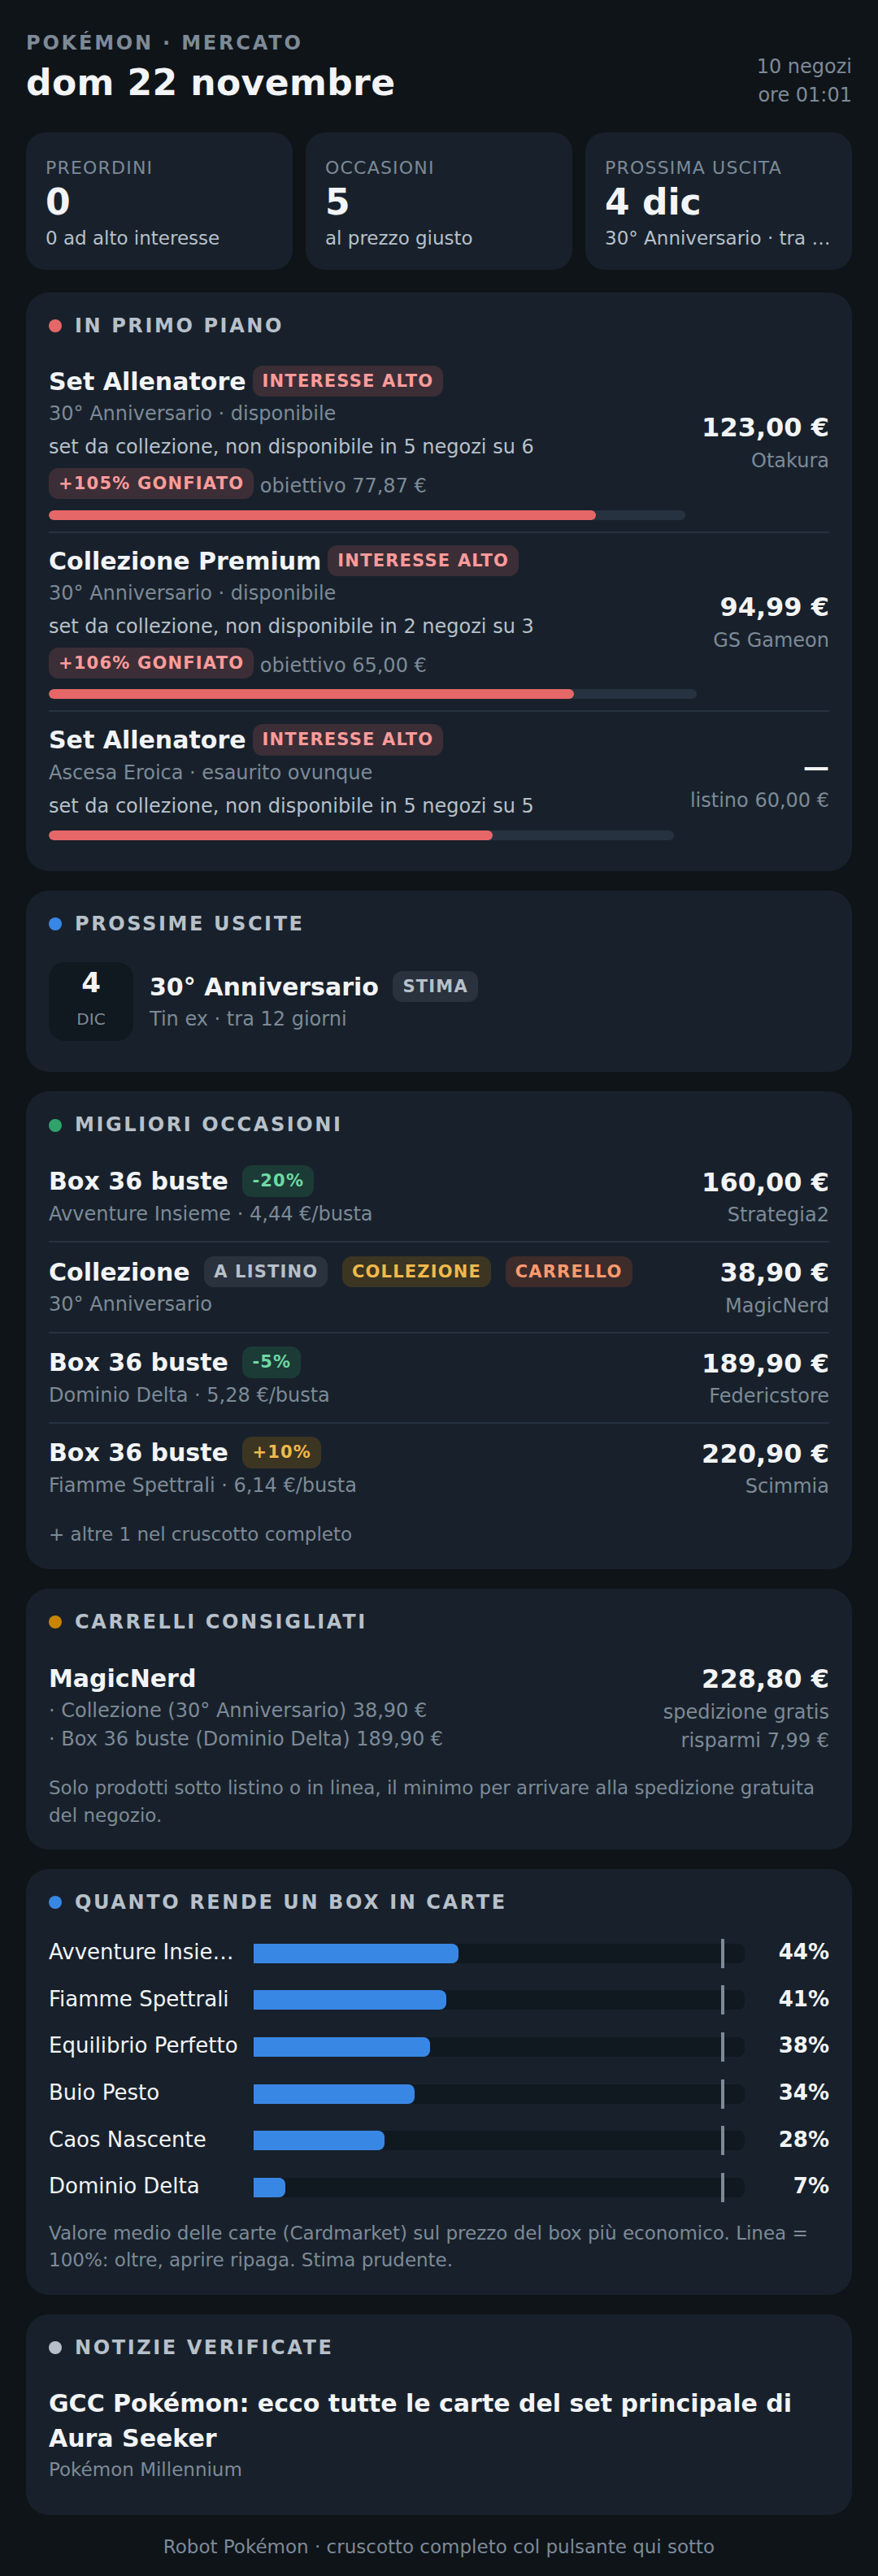 POKÉMON · MERCATO
dom 22 novembre
10 negozi
ore 01:01
PREORDINI
0
0 ad alto interesse
OCCASIONI
5
al prezzo giusto
PROSSIMA USCITA
4 dic
30° Anniversario · tra …
IN PRIMO PIANO
Set Allenatore INTERESSE ALTO
30° Anniversario · disponibile
set da collezione, non disponibile in 5 negozi su 6
+105% GONFIATO obiettivo 77,87 €
123,00 €
Otakura
Collezione Premium INTERESSE ALTO
30° Anniversario · disponibile
set da collezione, non disponibile in 2 negozi su 3
+106% GONFIATO obiettivo 65,00 €
94,99 €
GS Gameon
Set Allenatore INTERESSE ALTO
Ascesa Eroica · esaurito ovunque
set da collezione, non disponibile in 5 negozi su 5
—
listino 60,00 €
PROSSIME USCITE
4
DIC
30° Anniversario STIMA
Tin ex · tra 12 giorni
MIGLIORI OCCASIONI
Box 36 buste -20%
Avventure Insieme · 4,44 €/busta
160,00 €
Strategia2
Collezione A LISTINO COLLEZIONE CARRELLO
30° Anniversario
38,90 €
MagicNerd
Box 36 buste -5%
Dominio Delta · 5,28 €/busta
189,90 €
Federicstore
Box 36 buste +10%
Fiamme Spettrali · 6,14 €/busta
220,90 €
Scimmia
+ altre 1 nel cruscotto completo
CARRELLI CONSIGLIATI
MagicNerd
· Collezione (30° Anniversario) 38,90 €
· Box 36 buste (Dominio Delta) 189,90 €
228,80 €
spedizione gratis
risparmi 7,99 €
Solo prodotti sotto listino o in linea, il minimo per arrivare alla spedizione gratuita
del negozio.
QUANTO RENDE UN BOX IN CARTE
Avventure Insie… 44%
Fiamme Spettrali 41%
Equilibrio Perfetto 38%
Buio Pesto 34%
Caos Nascente 28%
Dominio Delta 7%
Valore medio delle carte (Cardmarket) sul prezzo del box più economico. Linea =
100%: oltre, aprire ripaga. Stima prudente.
NOTIZIE VERIFICATE
GCC Pokémon: ecco tutte le carte del set principale di
Aura Seeker
Pokémon Millennium
Robot Pokémon · cruscotto completo col pulsante qui sotto